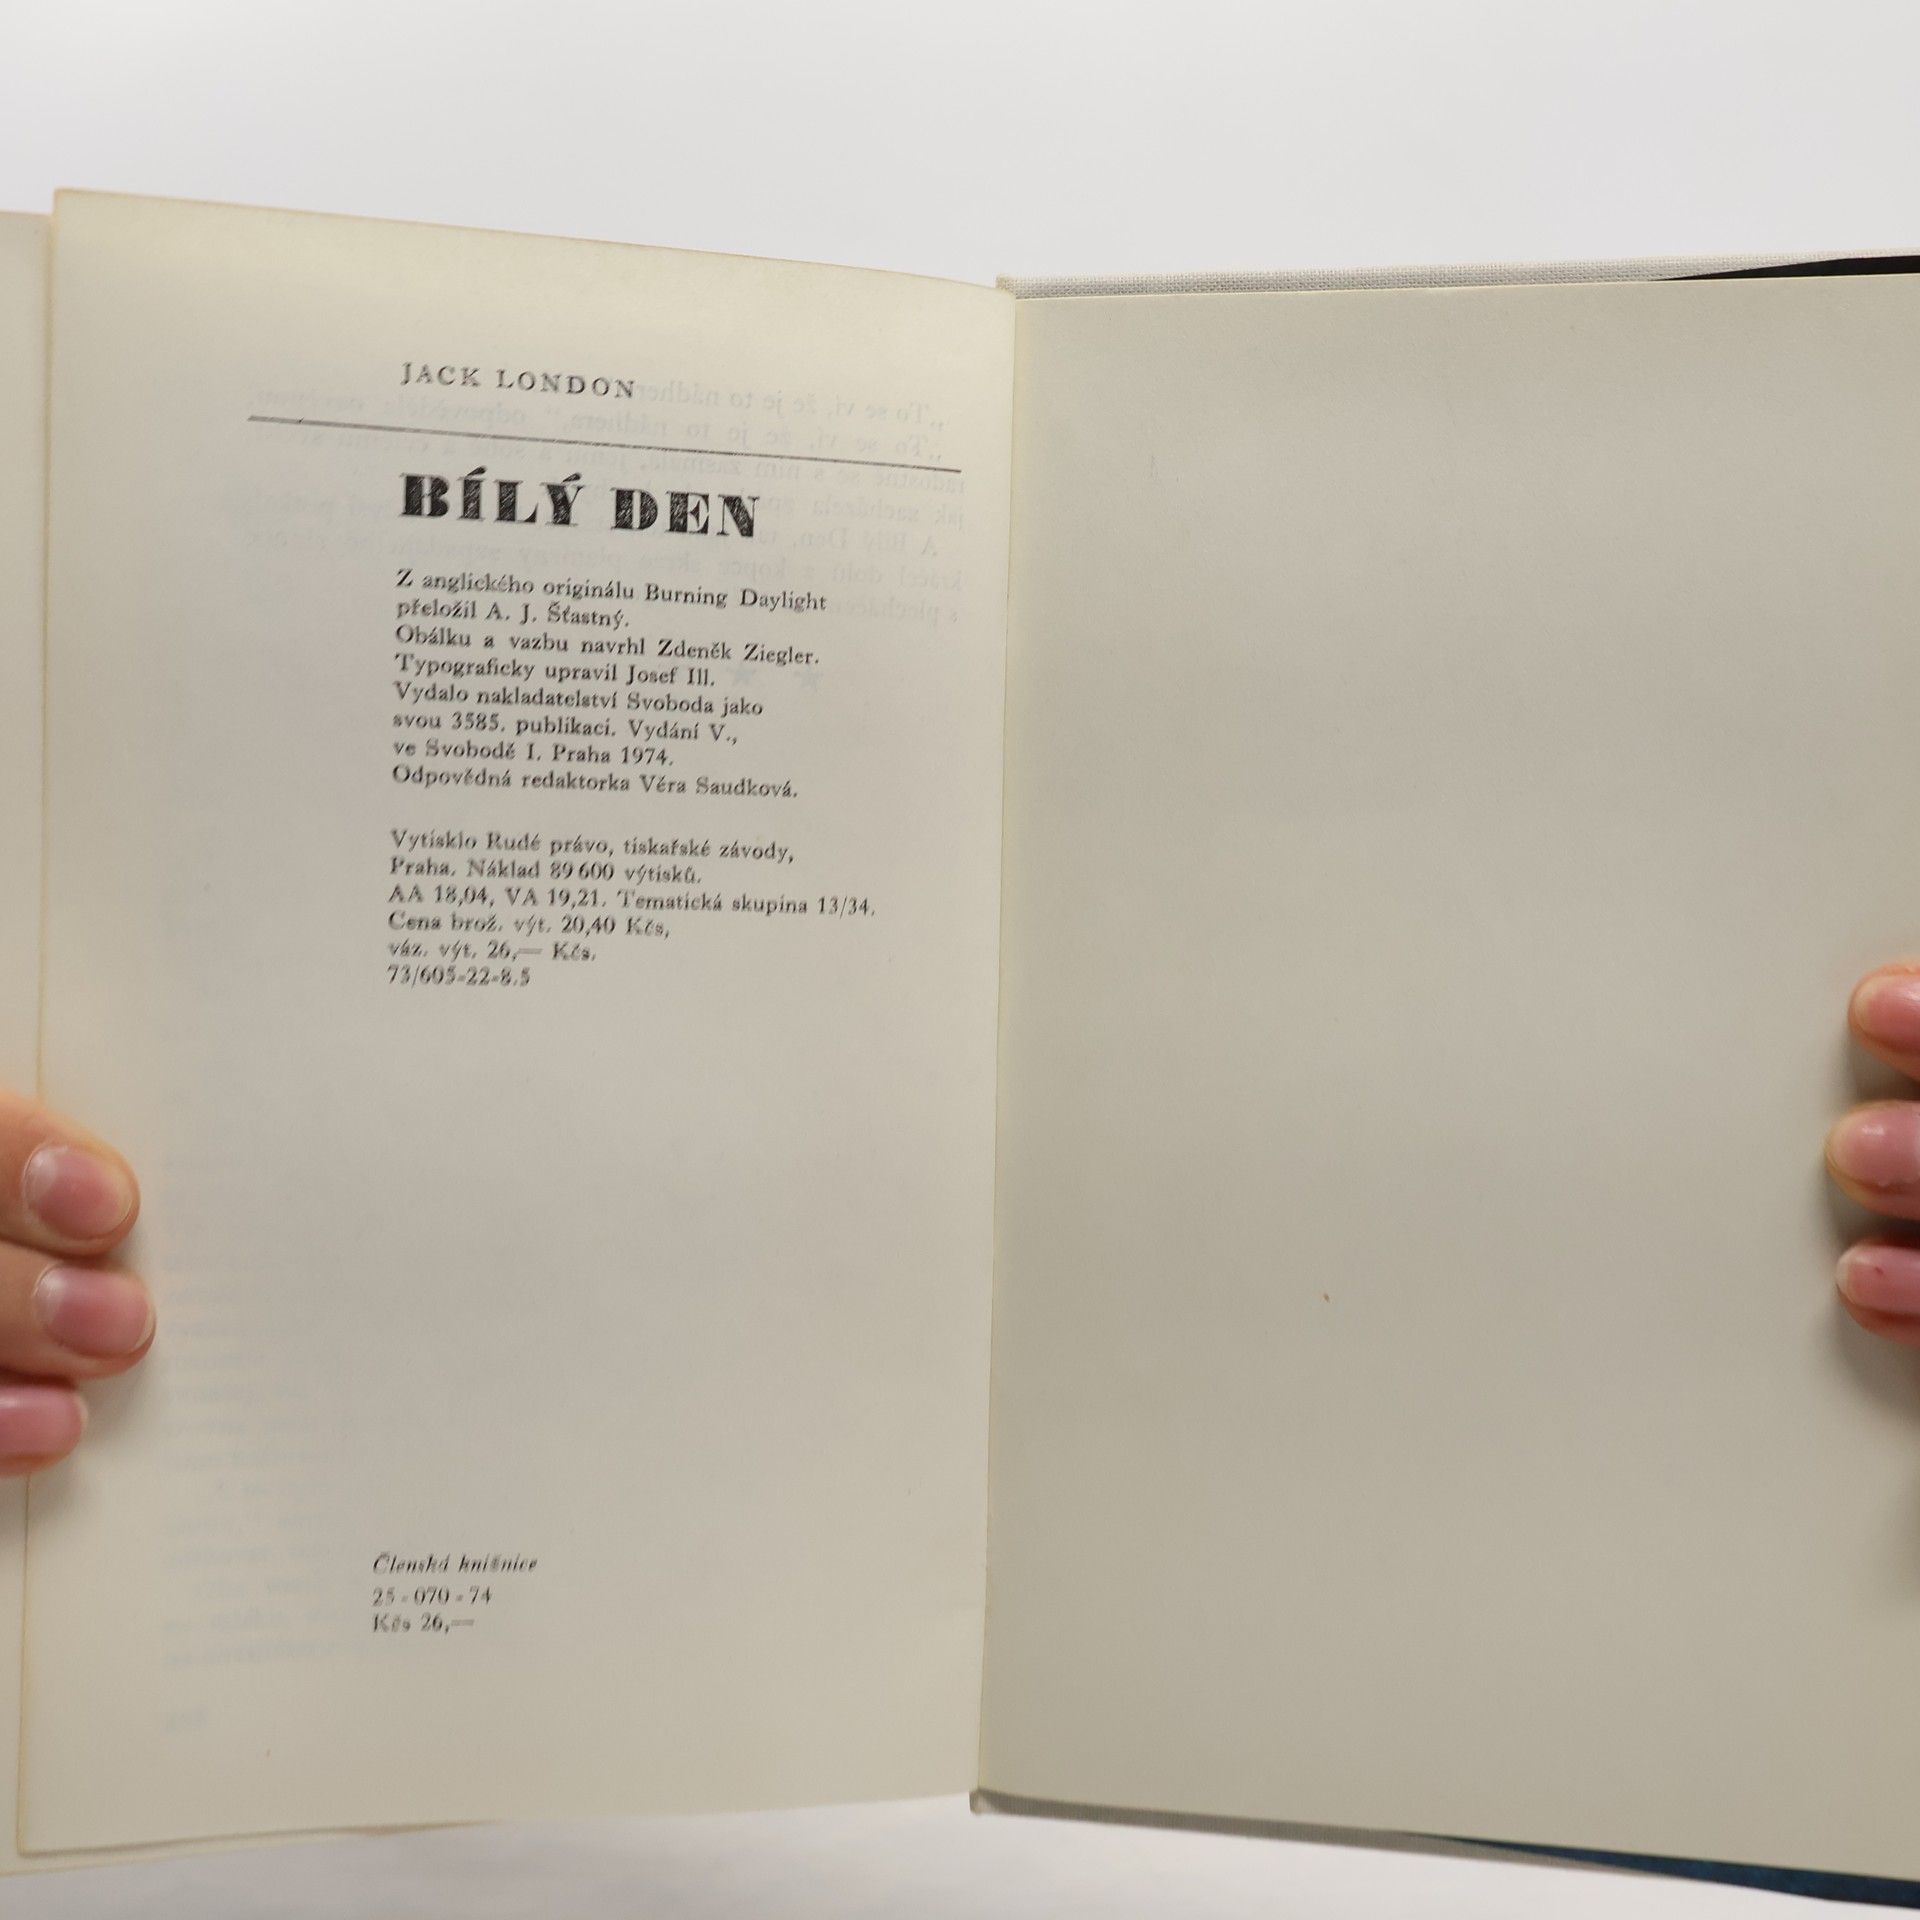 JACK LONDON
BÍLÝ DEN
Z anglického originálu Burning Daylight
přeložil A. J. Šťastný.
Obálku a vazbu navrhl Zdeněk Ziegler.
Typograficky upravil Josef Ill.
Vydalo nakladatelství Svoboda jako
svou 3585. publikaci. Vydání V.,
ve Svobodě I. Praha 1974.
Odpovědná redaktorka Věra Saudková.
Vytisklo Rudé právo, tiskařské závody,
Praha. Náklad 89 600 výtisků.
AA 18,04, VA 19,21. Tematická skupina 13/34.
Cena brož. výt. 20,40 Kčs,
váz. výt. 26,— Kčs.
73/605-22-8.5
Členská knižnice
25-070-74
Kčs 26,—